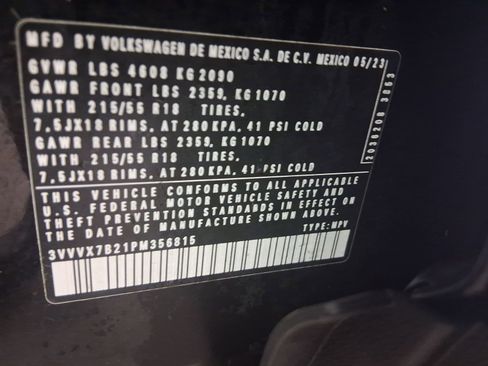 MFD BY VOLKSWAGEN DE MEXICO S.A. DE C.V. MEXICO 05/23
GVWR LBS 4608 KG 2090
GAWR FRONT LBS 2359, KG 1070
WITH 215/55 R18 TIRES,
7.5JX18 RIMS, AT 280 KPA, 41 PSI COLD
GAWR REAR LBS 2359, KG 1070
WITH 215/55 R18 TIRES,
7.5JX18 RIMS, AT 280 KPA, 41 PSI COLD
THIS VEHICLE CONFORMS TO ALL APPLICABLE
U.S. FEDERAL MOTOR VEHICLE SAFETY AND
THEFT PREVENTION STANDARDS IN EFFECT ON
THE DATE OF MANUFACTURE SHOWN ABOVE
3VVVX7B21PM356815 TYPE: MPV
2036208 3053